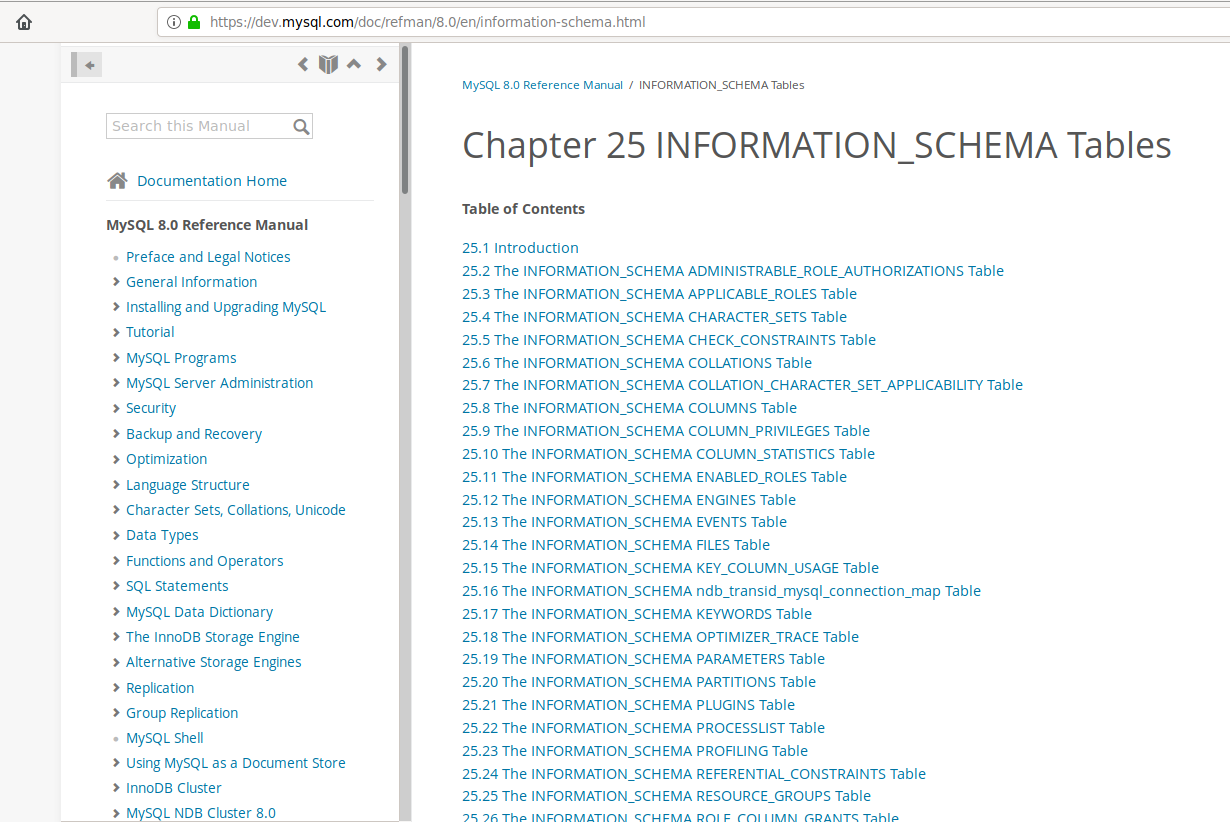 https://dev.mysql.com/doc/refman/8.0/en/information-schema.html
Search this Manual
Documentation Home
MySQL 8.0 Reference Manual
Preface and Legal Notices
General Information
Installing and Upgrading MySQL
Tutorial
MySQL Programs
MySQL Server Administration
Security
Backup and Recovery
Optimization
Language Structure
Character Sets, Collations, Unicode
Data Types
Functions and Operators
SQL Statements
MySQL Data Dictionary
The InnoDB Storage Engine
Alternative Storage Engines
Replication
Group Replication
MySQL Shell
Using MySQL as a Document Store
InnoDB Cluster
MySQL NDB Cluster 8.0
MySQL 8.0 Reference Manual / INFORMATION_SCHEMA Tables
Chapter 25 INFORMATION_SCHEMA Tables
Table of Contents
25.1 Introduction
25.2 The INFORMATION_SCHEMA ADMINISTRABLE_ROLE_AUTHORIZATIONS Table
25.3 The INFORMATION_SCHEMA APPLICABLE_ROLES Table
25.4 The INFORMATION_SCHEMA CHARACTER_SETS Table
25.5 The INFORMATION_SCHEMA CHECK_CONSTRAINTS Table
25.6 The INFORMATION_SCHEMA COLLATIONS Table
25.7 The INFORMATION_SCHEMA COLLATION_CHARACTER_SET_APPLICABILITY Table
25.8 The INFORMATION_SCHEMA COLUMNS Table
25.9 The INFORMATION_SCHEMA COLUMN_PRIVILEGES Table
25.10 The INFORMATION_SCHEMA COLUMN_STATISTICS Table
25.11 The INFORMATION_SCHEMA ENABLED_ROLES Table
25.12 The INFORMATION_SCHEMA ENGINES Table
25.13 The INFORMATION_SCHEMA EVENTS Table
25.14 The INFORMATION_SCHEMA FILES Table
25.15 The INFORMATION_SCHEMA KEY_COLUMN_USAGE Table
25.16 The INFORMATION_SCHEMA ndb_transid_mysql_connection_map Table
25.17 The INFORMATION_SCHEMA KEYWORDS Table
25.18 The INFORMATION_SCHEMA OPTIMIZER_TRACE Table
25.19 The INFORMATION_SCHEMA PARAMETERS Table
25.20 The INFORMATION_SCHEMA PARTITIONS Table
25.21 The INFORMATION_SCHEMA PLUGINS Table
25.22 The INFORMATION_SCHEMA PROCESSLIST Table
25.23 The INFORMATION_SCHEMA PROFILING Table
25.24 The INFORMATION_SCHEMA REFERENTIAL_CONSTRAINTS Table
25.25 The INFORMATION_SCHEMA RESOURCE_GROUPS Table
25.26 The INFORMATION_SCHEMA ROLE_COLUMN_GRANTS Table